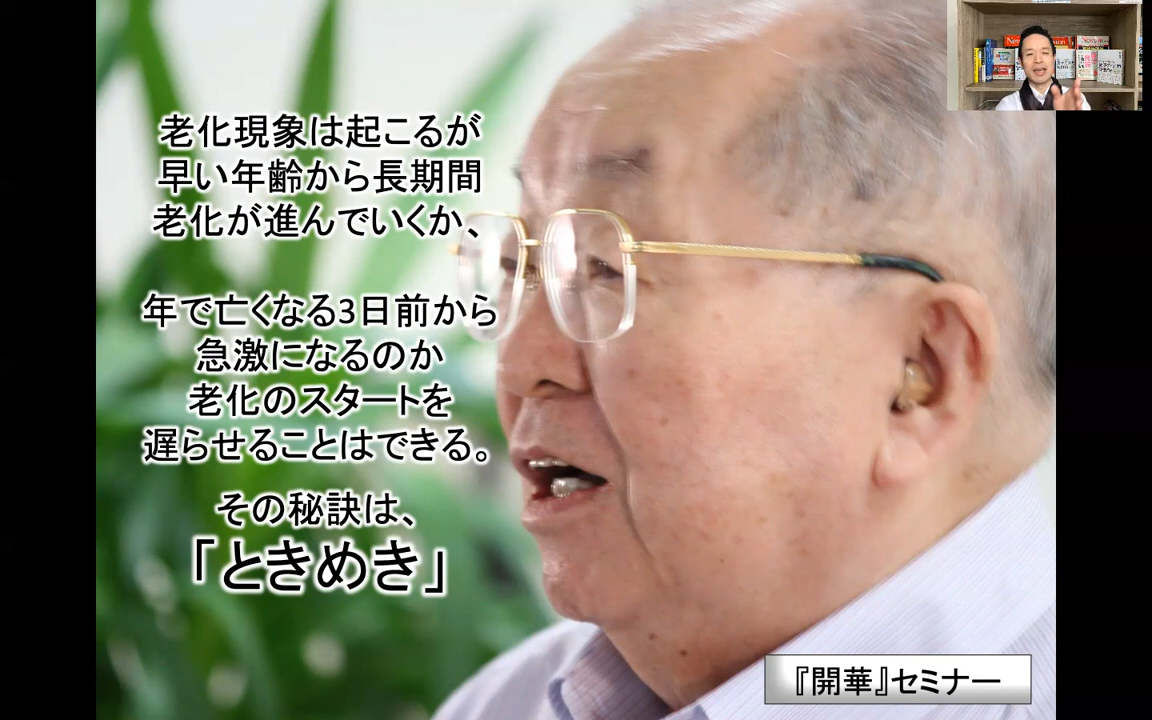 老化現象は起こるが
早い年齢から長期間
老化が進んでいくか、
年で亡くなる3日前から
急激になるのか
老化のスタートを
遅らせることはできる。
その秘訣は、
「ときめき」
『開華』セミナー